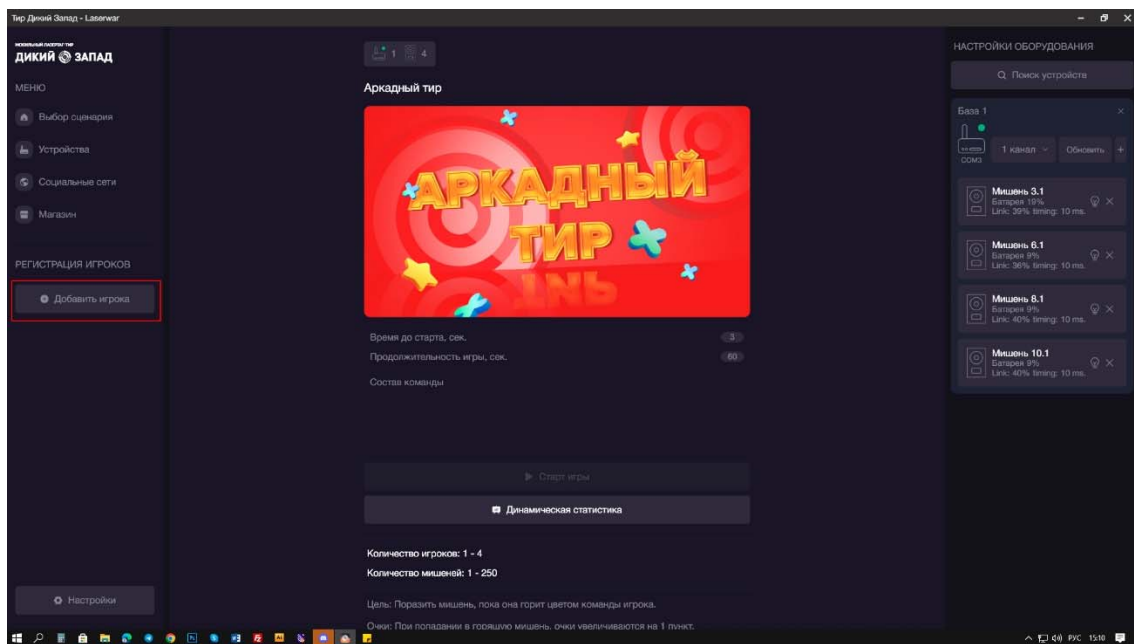 Тир Дикий Запад - Laserwar
МОБИЛЬНЫЙ ЛАЗЕРТАГ-ТИР
ДИКИЙ ЗАПАД
МЕНЮ
Выбор сценария
Устройства
Социальные сети
Магазин
РЕГИСТРАЦИЯ ИГРОКОВ
Добавить игрока
Настройки
1 4
Аркадный тир
АРКАДНЫЙ
ТИР
Время до старта, сек. 3
Продолжительность игры, сек. 60
Состав команды
Старт игры
Динамическая статистика
Количество игроков: 1 - 4
Количество мишеней: 1 - 250
Цель: Поразить мишень, пока она горит цветом команды игрока.
Очки: При попадании в горящую мишень, очки увеличиваются на 1 пункт.
НАСТРОЙКИ ОБОРУДОВАНИЯ
Поиск устройств
База 1
COM3
1 канал
Обновить +
Мишень 3.1
Батарея 19%
Link: 39% timing: 10 ms.
Мишень 6.1
Батарея 9%
Link: 36% timing: 10 ms.
Мишень 8.1
Батарея 9%
Link: 40% timing: 10 ms.
Мишень 10.1
Батарея 9%
Link: 40% timing: 10 ms.
РУС 15:10